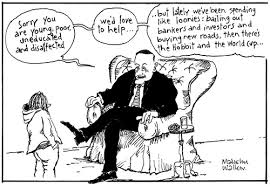 Sorry you
are young, poor,
uneducated
and disaffected
we'd love
to help...
...but lately we've been spending
like loonies: bailing out
bankers and investors and
buying new roads, then there's
the Hobbit and the World Cup...
Malcolm
Walker